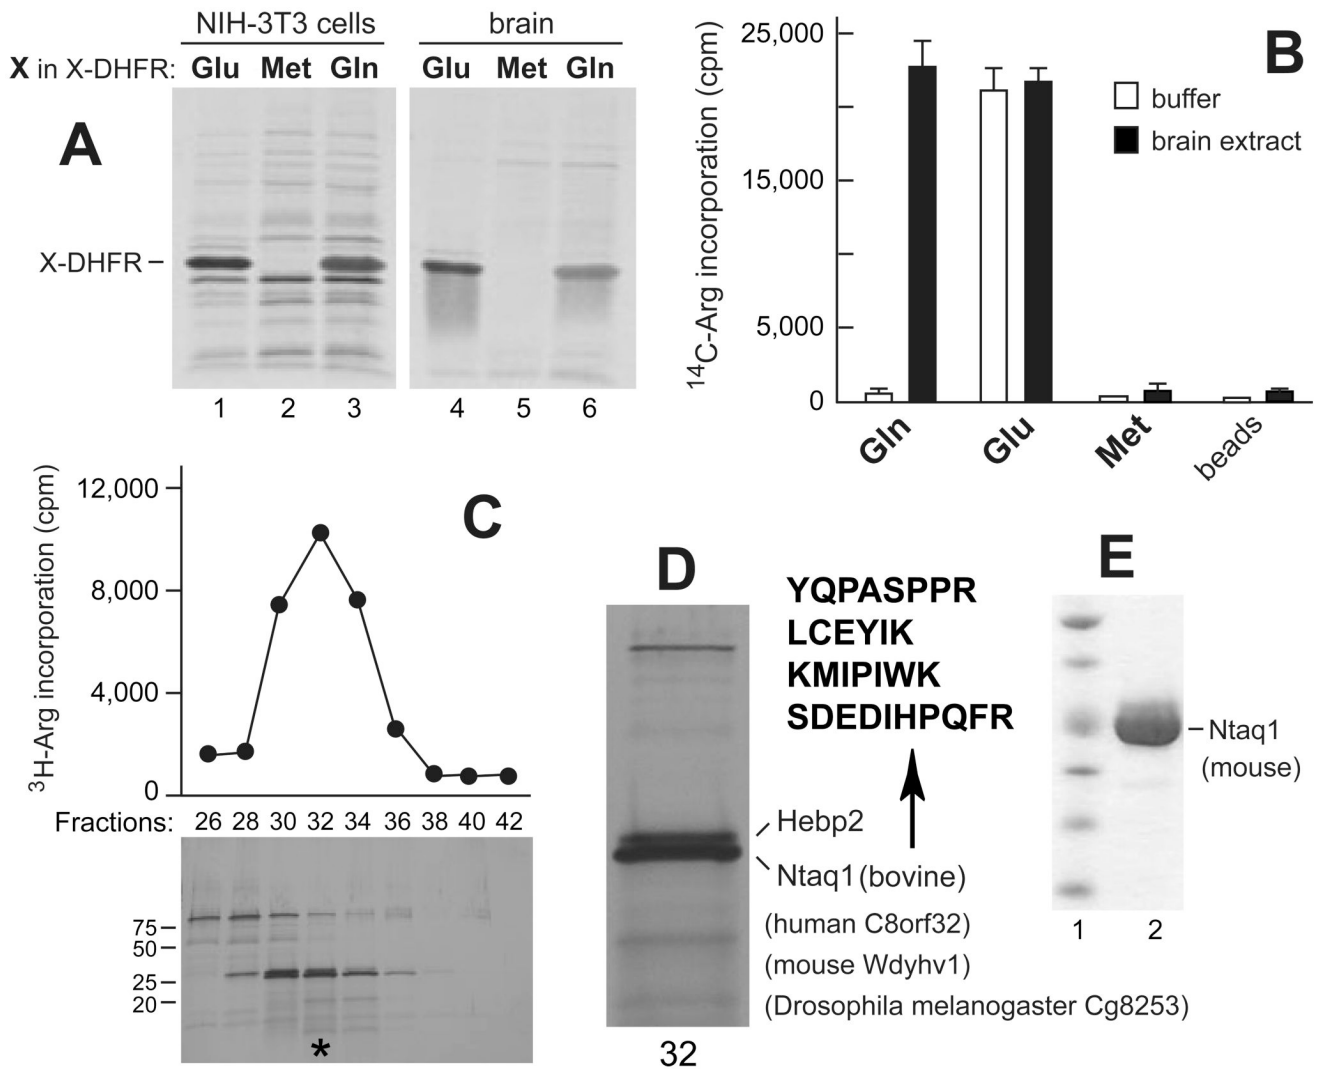 NIH-3T3 cells
brain
X in X-DHFR: Glu Met Gln Glu Met Gln
A
X-DHFR
1 2 3 4 5 6
B
14C-Arg incorporation (cpm)
25,000
15,000
5,000
0
buffer
brain extract
Gln Glu Met beads
C
3H-Arg incorporation (cpm)
12,000
8,000
4,000
0
Fractions: 26 28 30 32 34 36 38 40 42
75
50
25
20
*
D
YQPASPPR
LCEYIK
KMIPIWK
SDEDIHPQFR
Hebp2
Ntaq1 (bovine)
(human C8orf32)
(mouse Wdyhv1)
(Drosophila melanogaster Cg8253)
32
E
Ntaq1
(mouse)
1 2